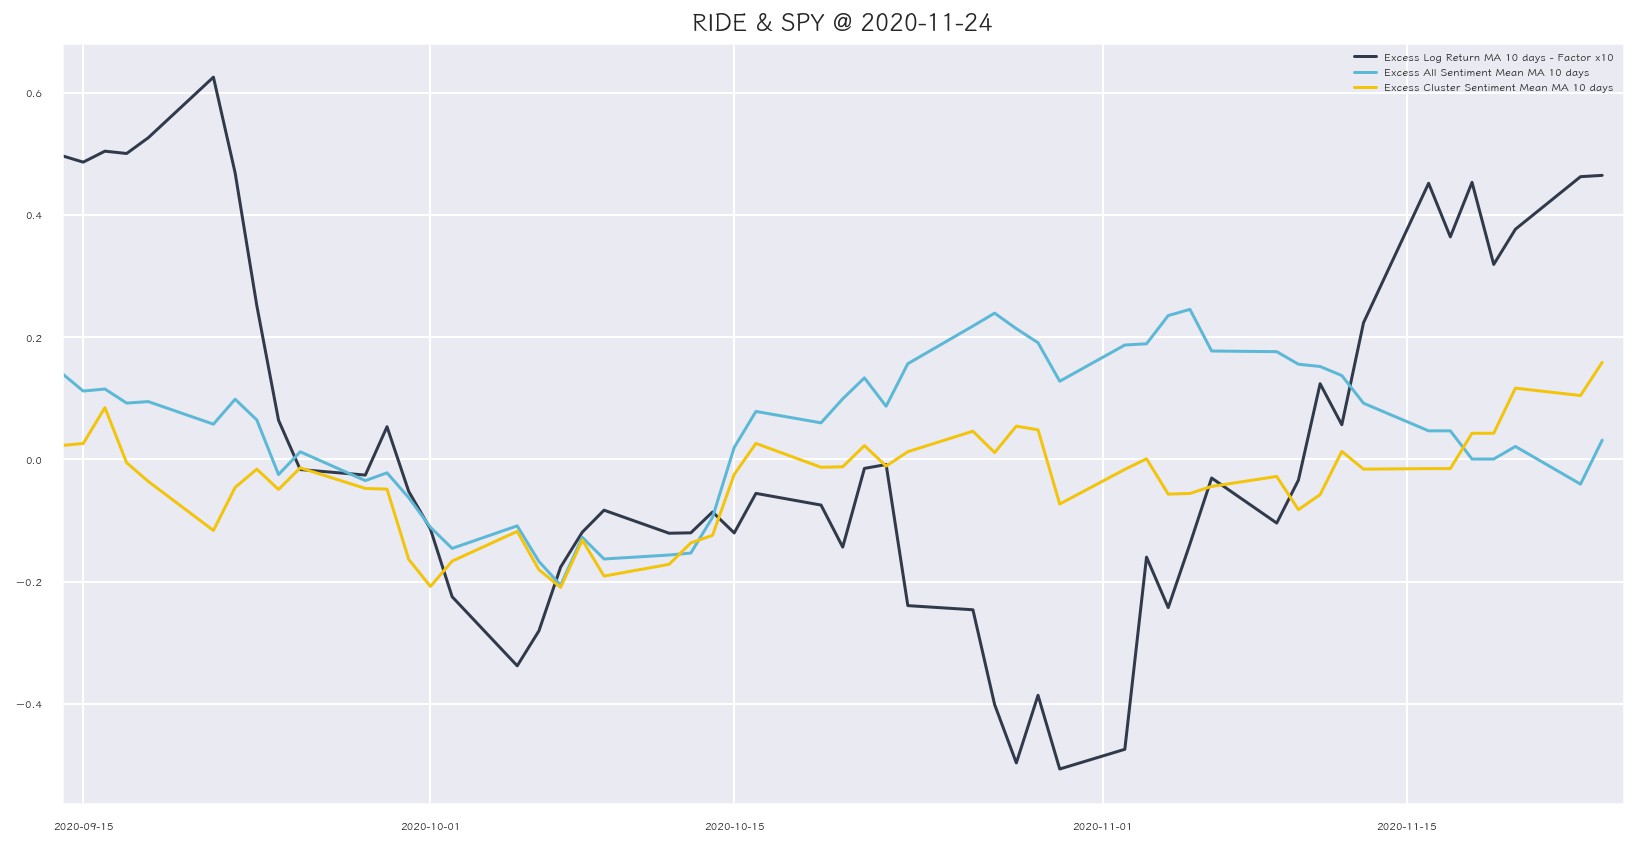 RIDE & SPY @ 2020-11-24
Excess Log Return MA 10 days - Factor x10
Excess All Sentiment Mean MA 10 days
Excess Cluster Sentiment Mean MA 10 days
0.6
0.4
0.2
0.0
−0.2
−0.4
2020-09-15 2020-10-01 2020-10-15 2020-11-01 2020-11-15